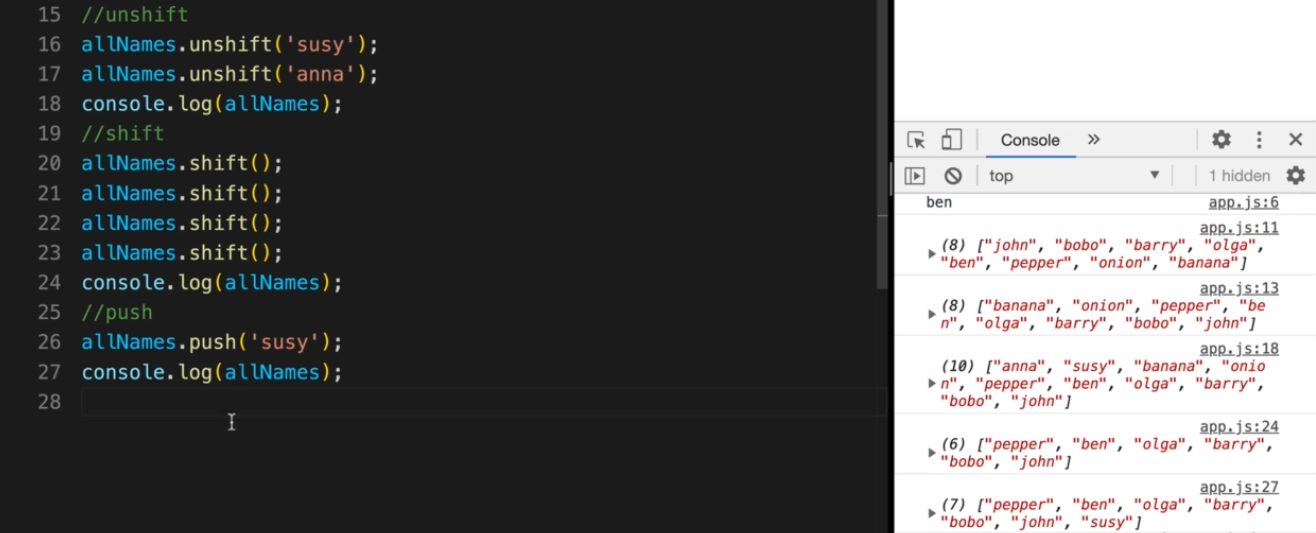 15 //unshift
16 allNames.unshift('susy');
17 allNames.unshift('anna');
18 console.log(allNames);
19 //shift
20 allNames.shift();
21 allNames.shift();
22 allNames.shift();
23 allNames.shift();
24 console.log(allNames);
25 //push
26 allNames.push('susy');
27 console.log(allNames);
28
Console »
top 1 hidden
ben app.js:6
app.js:11
(8) ["john", "bobo", "barry", "olga",
"ben", "pepper", "onion", "banana"]
app.js:13
(8) ["banana", "onion", "pepper", "be
n", "olga", "barry", "bobo", "john"]
app.js:18
(10) ["anna", "susy", "banana", "onio
n", "pepper", "ben", "olga", "barry",
"bobo", "john"]
app.js:24
(6) ["pepper", "ben", "olga", "barry",
"bobo", "john"]
app.js:27
(7) ["pepper", "ben", "olga", "barry",
"bobo", "john", "susy"]